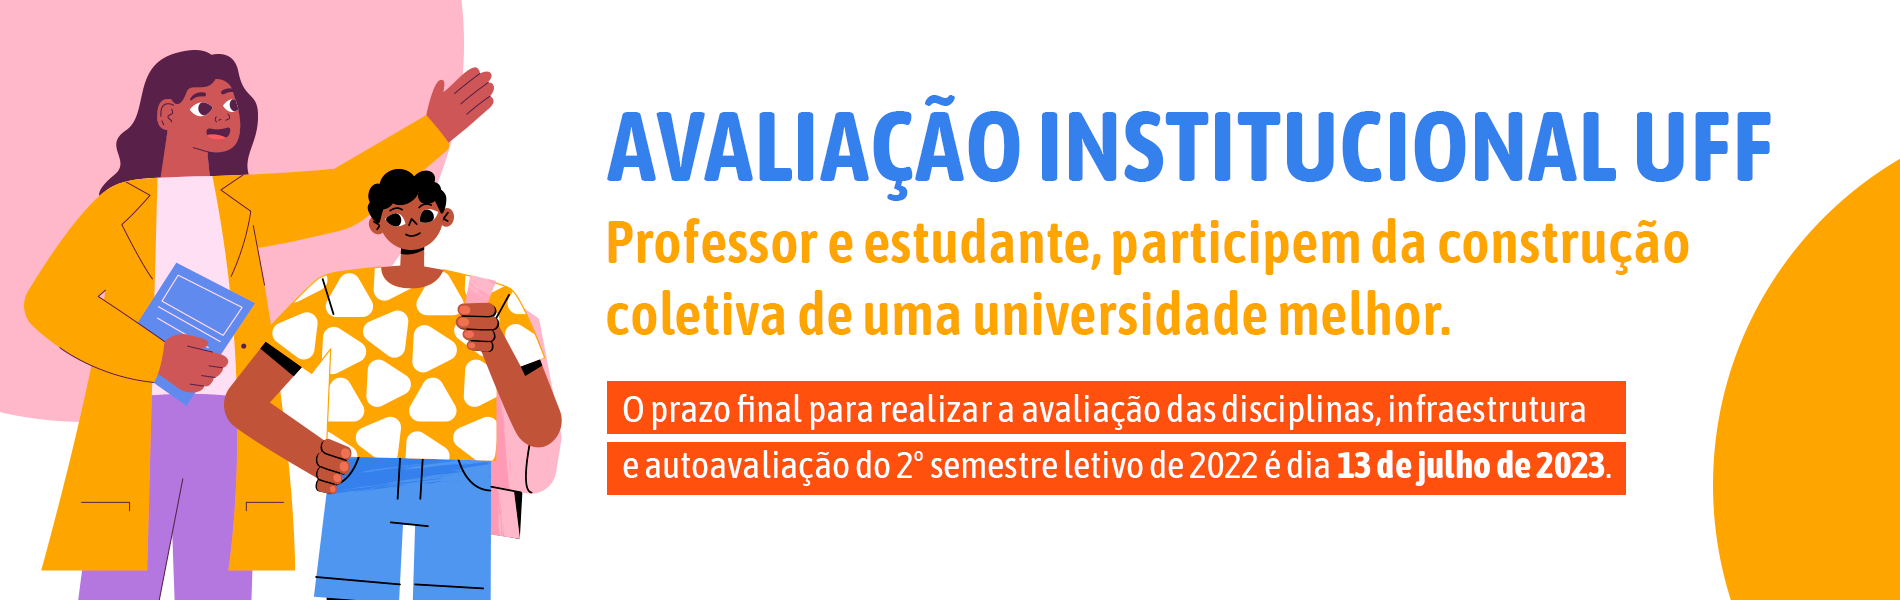 AVALIAÇÃO INSTITUCIONAL UFF
Professor e estudante, participem da construção
coletiva de uma universidade melhor.
O prazo final para realizar a avaliação das disciplinas, infraestrutura
e autoavaliação do 2º semestre letivo de 2022 é dia 13 de julho de 2023.